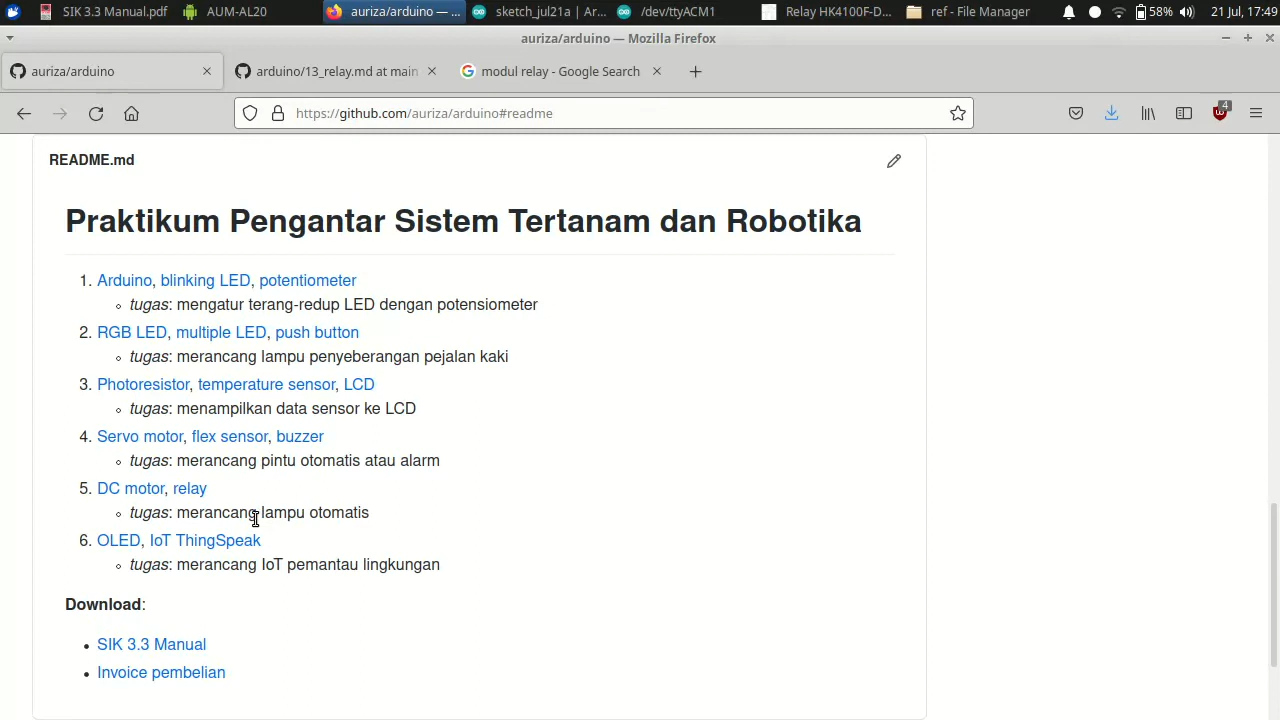 SIK 3.3 Manual.pdf
AUM-AL20
auriza/arduino — ...
sketch_jul21a | Ar...
/dev/ttyACM1
Relay HK4100F-D...
ref - File Manager
58%
21 Jul, 17:49
auriza/arduino — Mozilla Firefox
auriza/arduino
arduino/13_relay.md at main
modul relay - Google Search
https://github.com/auriza/arduino#readme
4
README.md
Praktikum Pengantar Sistem Tertanam dan Robotika
1. Arduino, blinking LED, potentiometer
tugas: mengatur terang-redup LED dengan potensiometer
2. RGB LED, multiple LED, push button
tugas: merancang lampu penyeberangan pejalan kaki
3. Photoresistor, temperature sensor, LCD
tugas: menampilkan data sensor ke LCD
4. Servo motor, flex sensor, buzzer
tugas: merancang pintu otomatis atau alarm
5. DC motor, relay
tugas: merancang lampu otomatis
6. OLED, IoT ThingSpeak
tugas: merancang IoT pemantau lingkungan
Download:
SIK 3.3 Manual
Invoice pembelian